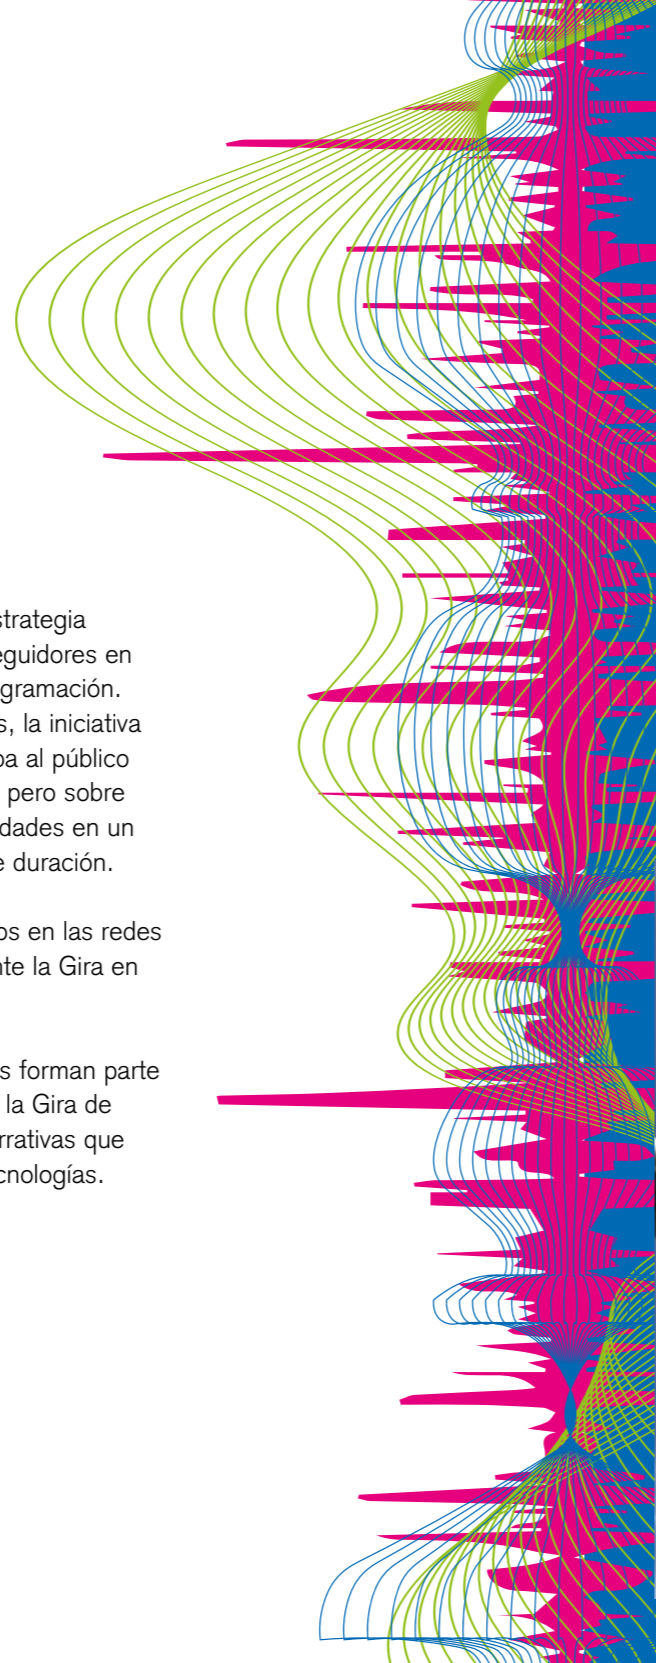 strategia
eguidores en
gramación.
s, la iniciativa
ba al público
pero sobre
dades en un
e duración.
os en las redes
nte la Gira en
s forman parte
la Gira de
rrativas que
cnologías.